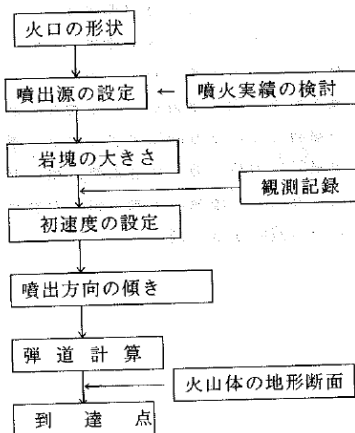 火口の形状
噴出源の設定 ← 噴火実績の検討
岩塊の大きさ
観測記録
初速度の設定
噴出方向の傾き
弾道計算
火山体の地形断面
到達点